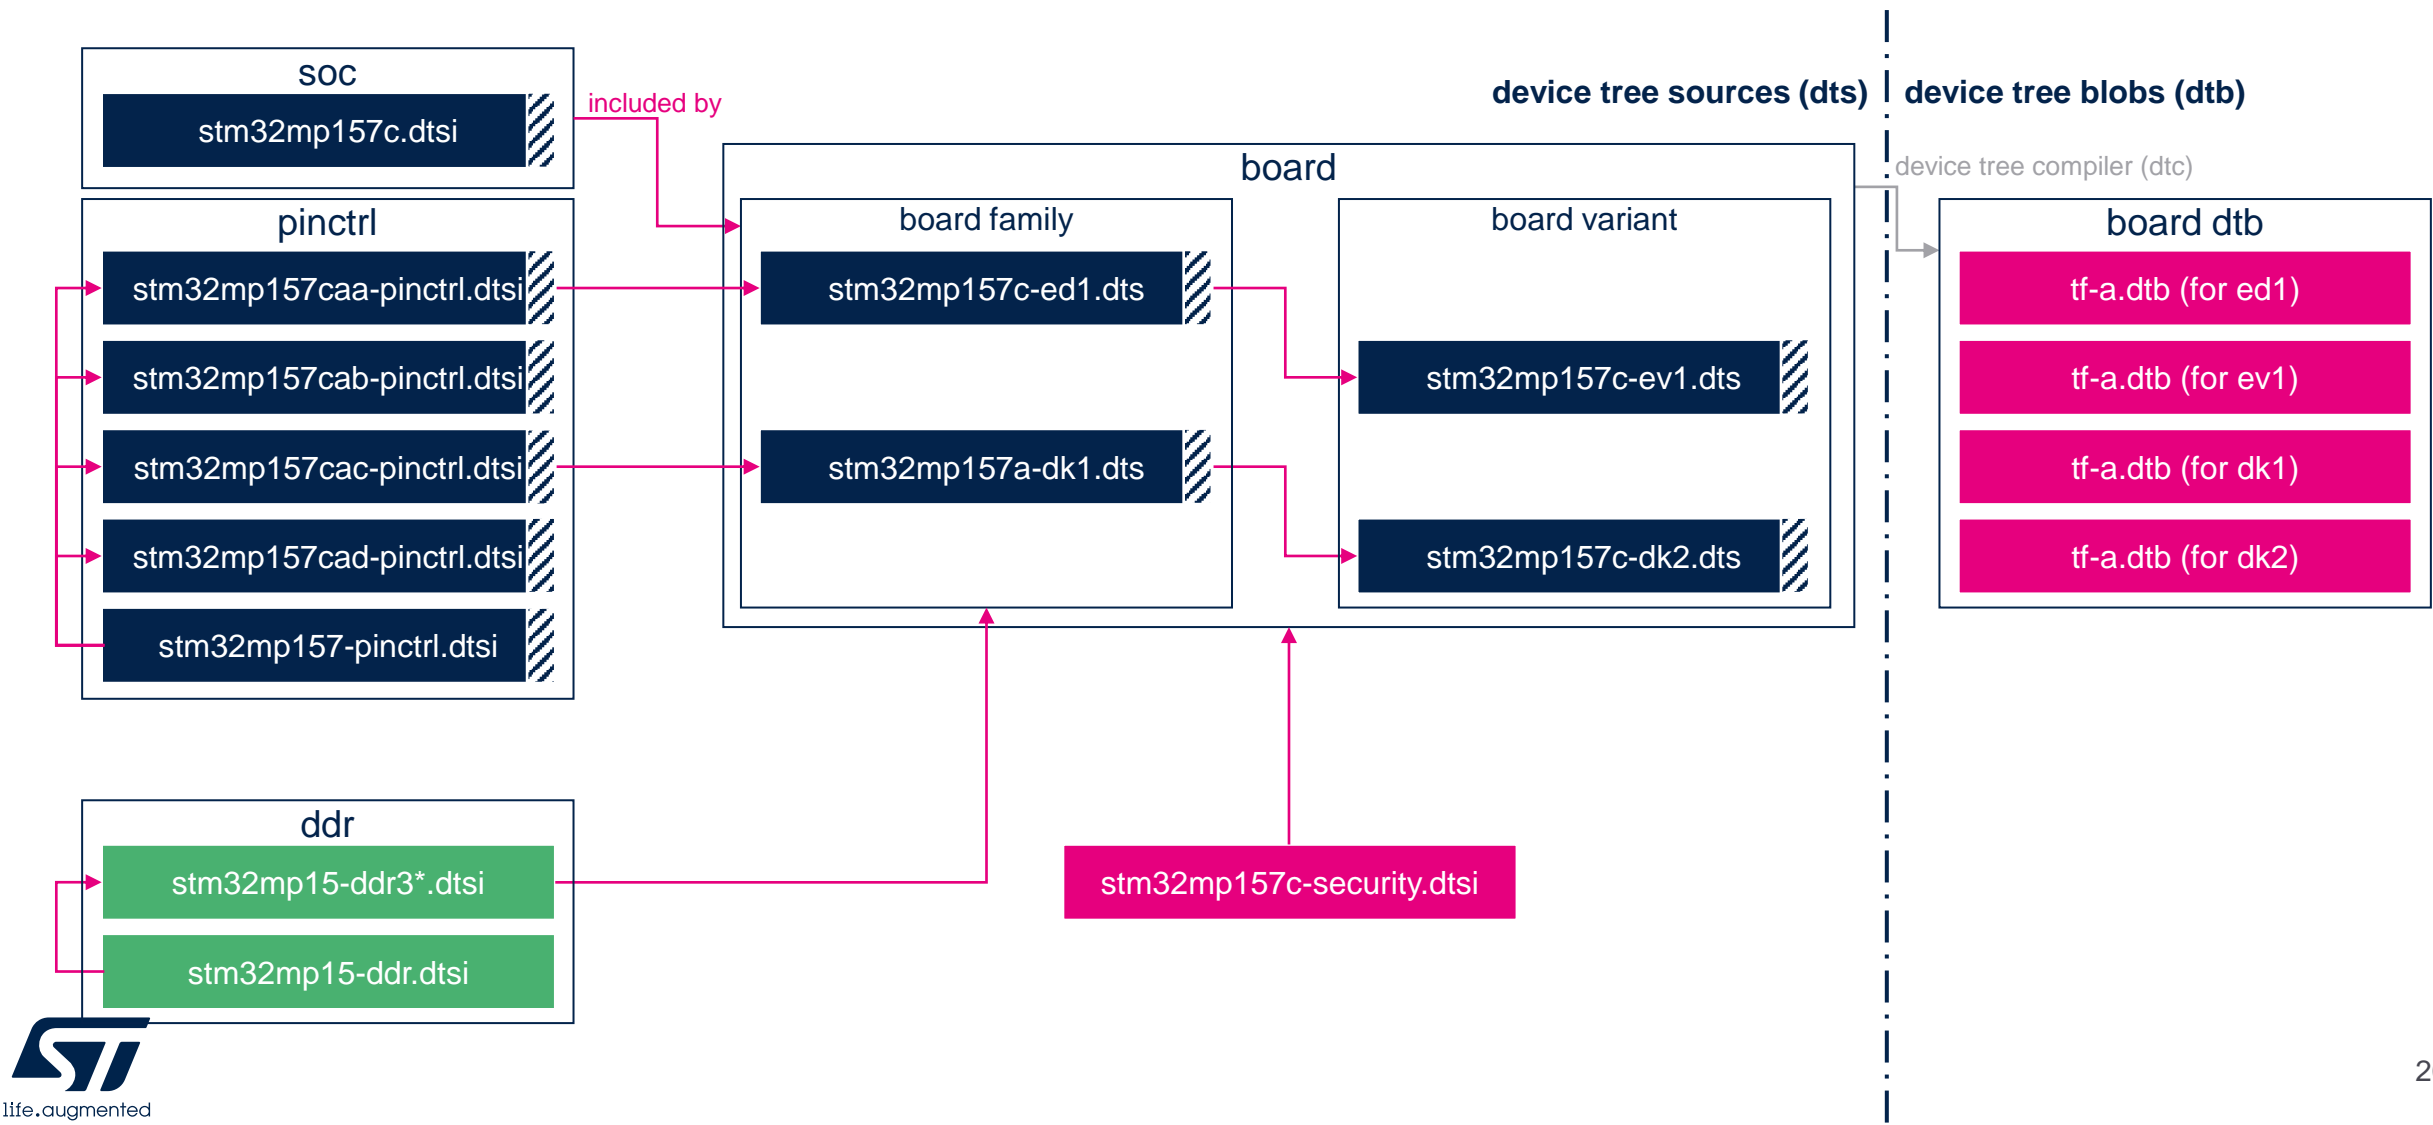 soc
stm32mp157c.dtsi
included by
device tree sources (dts)
device tree blobs (dtb)
device tree compiler (dtc)
pinctrl
stm32mp157caa-pinctrl.dtsi
stm32mp157cab-pinctrl.dtsi
stm32mp157cac-pinctrl.dtsi
stm32mp157cad-pinctrl.dtsi
stm32mp157-pinctrl.dtsi
board
board family
stm32mp157c-ed1.dts
stm32mp157a-dk1.dts
board variant
stm32mp157c-ev1.dts
stm32mp157c-dk2.dts
board dtb
tf-a.dtb (for ed1)
tf-a.dtb (for ev1)
tf-a.dtb (for dk1)
tf-a.dtb (for dk2)
ddr
stm32mp15-ddr3*.dtsi
stm32mp15-ddr.dtsi
stm32mp157c-security.dtsi
ST
life.augmented